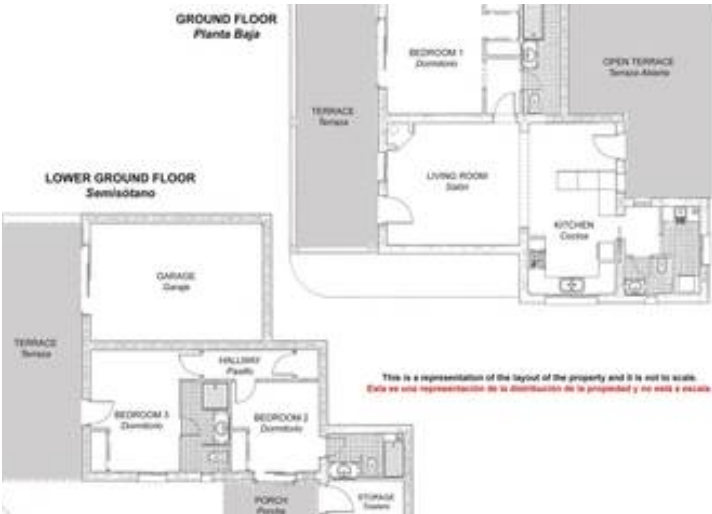 GROUND FLOOR
Planta Baja
BEDROOM 1
Dormitorio
OPEN TERRACE
Terraza Abierta
TERRACE
Terraza
LIVING ROOM
Salón
KITCHEN
Cocina
LOWER GROUND FLOOR
Semisótano
GARAGE
Garaje
TERRACE
Terraza
HALLWAY
Pasillo
BEDROOM 3
Dormitorio
BEDROOM 2
Dormitorio
PORCH
Porche
STORAGE
Trastero
This is a representation of the layout of the property and it is not to scale.
Esta es una representación de la distribución de la propiedad y no está a escala.